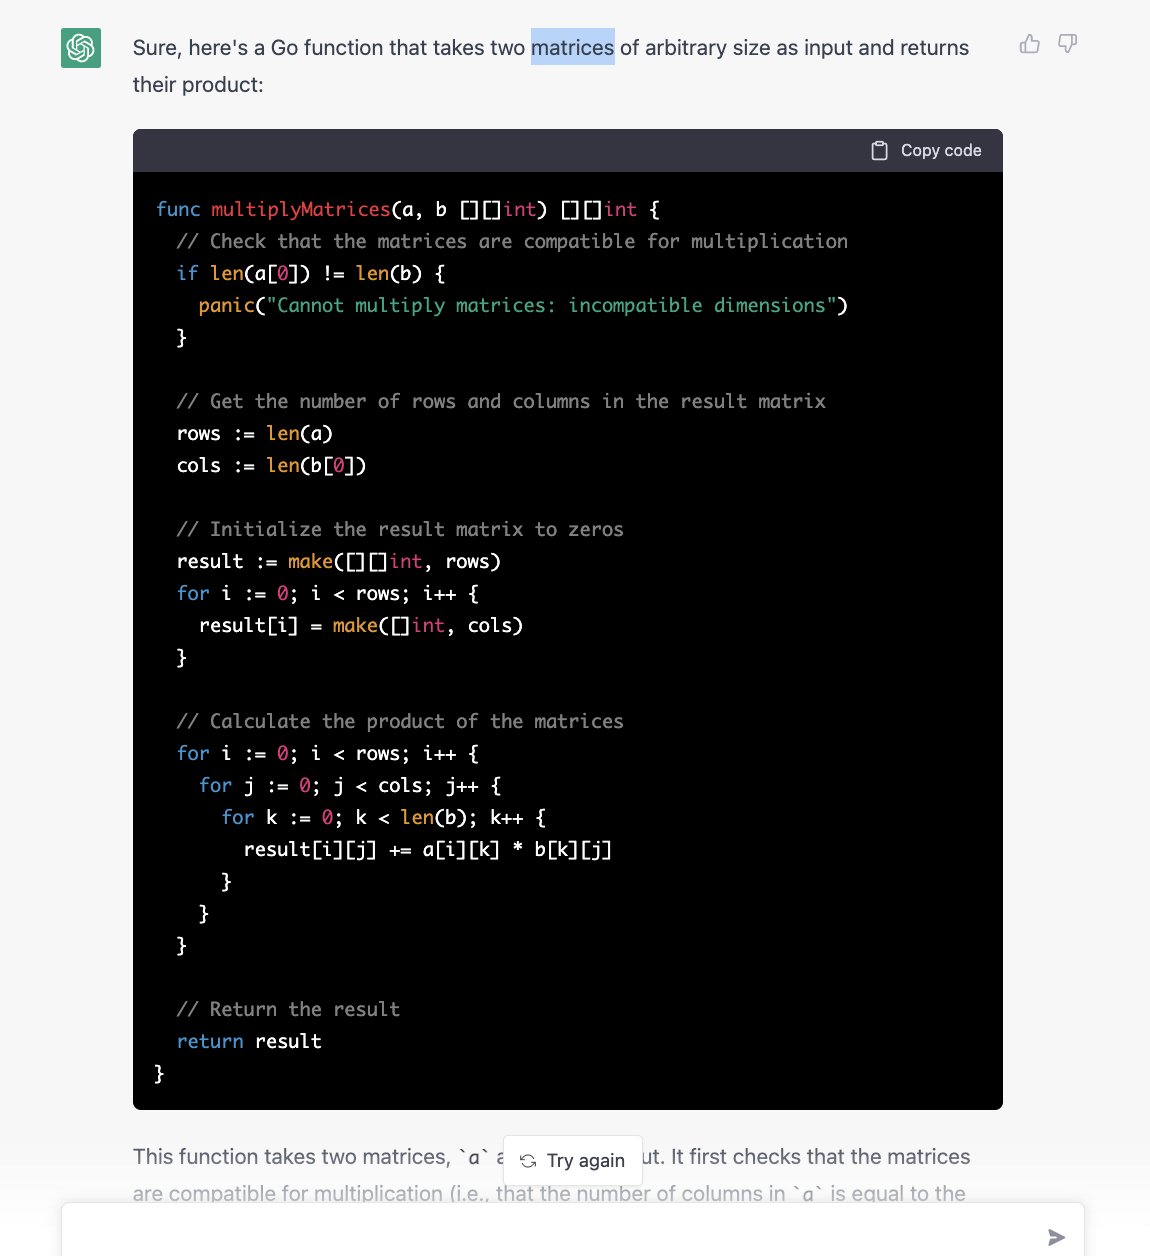 Sure, here's a Go function that takes two matrices of arbitrary size as input and returns
their product:
Copy code
func multiplyMatrices(a, b [][]int) [][]int {
  // Check that the matrices are compatible for multiplication
  if len(a[0]) != len(b) {
    panic("Cannot multiply matrices: incompatible dimensions")
  }

  // Get the number of rows and columns in the result matrix
  rows := len(a)
  cols := len(b[0])

  // Initialize the result matrix to zeros
  result := make([][]int, rows)
  for i := 0; i < rows; i++ {
    result[i] = make([]int, cols)
  }

  // Calculate the product of the matrices
  for i := 0; i < rows; i++ {
    for j := 0; j < cols; j++ {
      for k := 0; k < len(b); k++ {
        result[i][j] += a[i][k] * b[k][j]
      }
    }
  }

  // Return the result
  return result
}
This function takes two matrices, `a` It first checks that the matrices
Try again
are compatible for multiplication (i.e., that the number of columns in `a` is equal to the